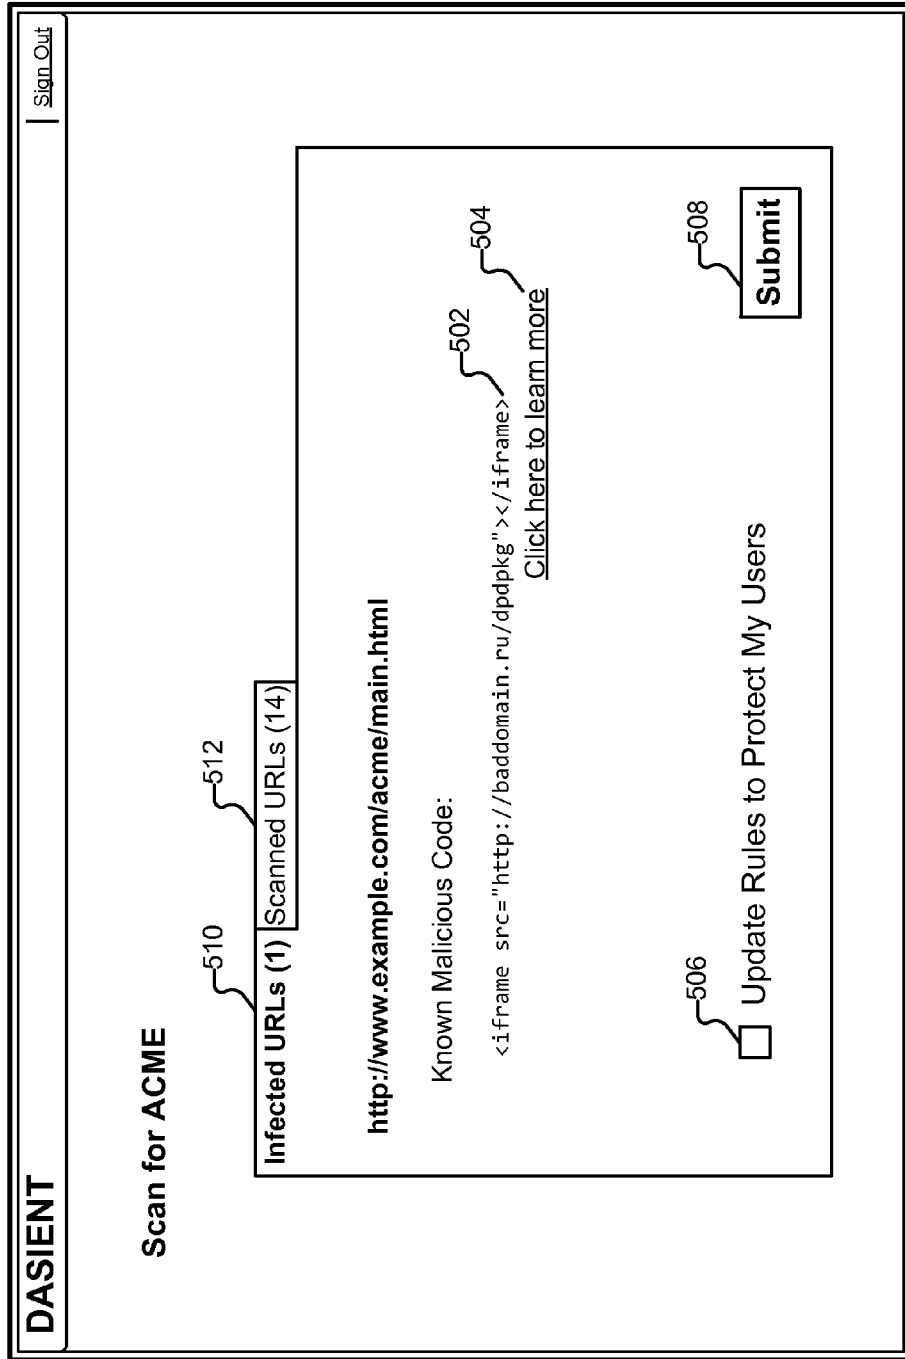 DASIENT
Sign Out
Scan for ACME
510
512
Infected URLs (1)
Scanned URLs (14)
http://www.example.com/acme/main.html
Known Malicious Code:
502
504
<iframe src="http://baddomain.ru/dpdpkg"></iframe>
Click here to learn more
506
508
Update Rules to Protect My Users
Submit